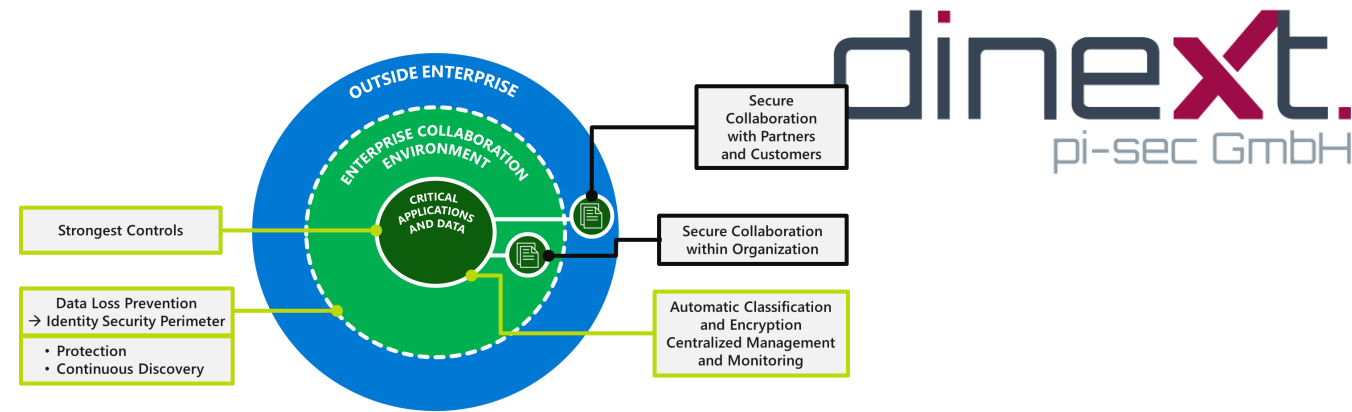 dinext.
pi-sec GmbH
OUTSIDE ENTERPRISE
ENTERPRISE COLLABORATION
ENVIRONMENT
CRITICAL
APPLICATIONS
AND DATA
Strongest Controls
Data Loss Prevention
→ Identity Security Perimeter
• Protection
• Continuous Discovery
Secure
Collaboration
with Partners
and Customers
Secure Collaboration
within Organization
Automatic Classification
and Encryption
Centralized Management
and Monitoring